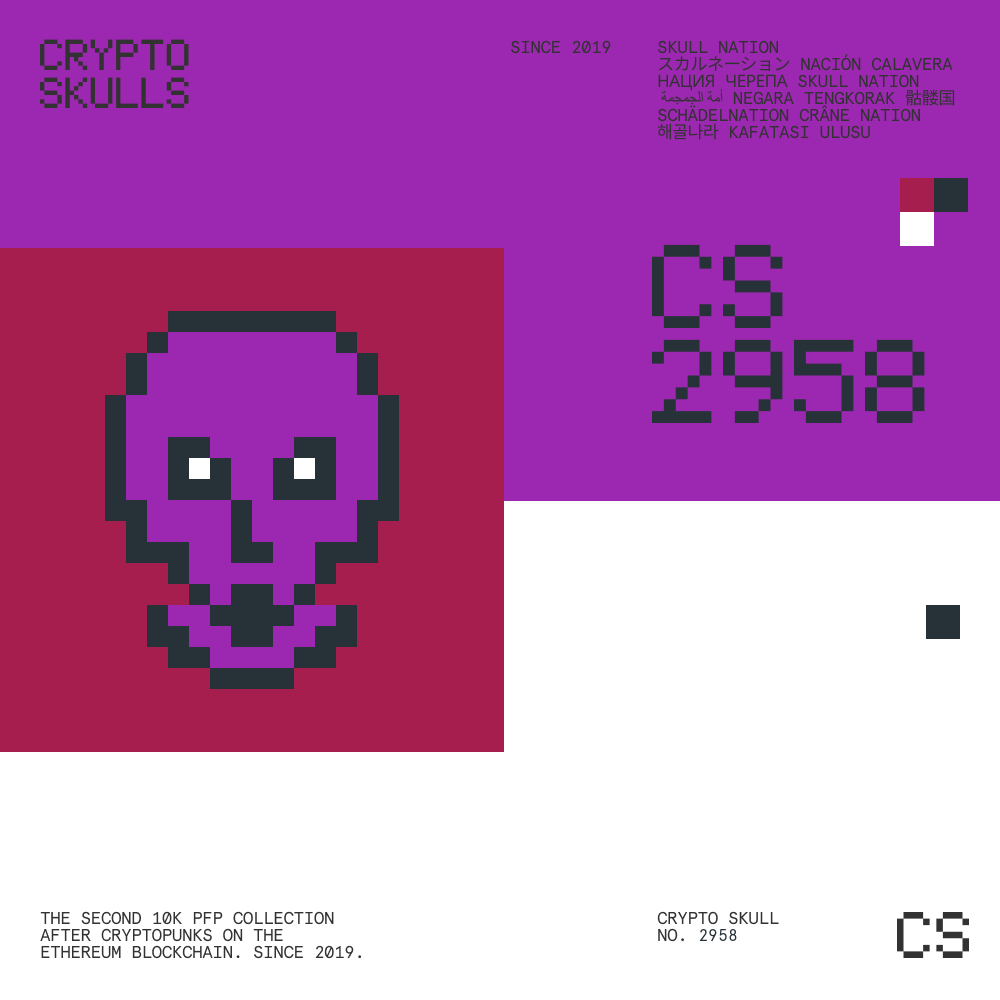 CRYPTO
SKULLS
SINCE 2019
SKULL NATION
スカルネーション NACIÓN CALAVERA
НАЦИЯ ЧЕРЕПА SKULL NATION
أمة الجمجمة NEGARA TENGKORAK 骷髅国
SCHÄDELNATION CRÂNE NATION
해골나라 KAFATASI ULUSU
CS
2958
THE SECOND 10K PFP COLLECTION
AFTER CRYPTOPUNKS ON THE
ETHEREUM BLOCKCHAIN. SINCE 2019.
CRYPTO SKULL
NO. 2958
CS